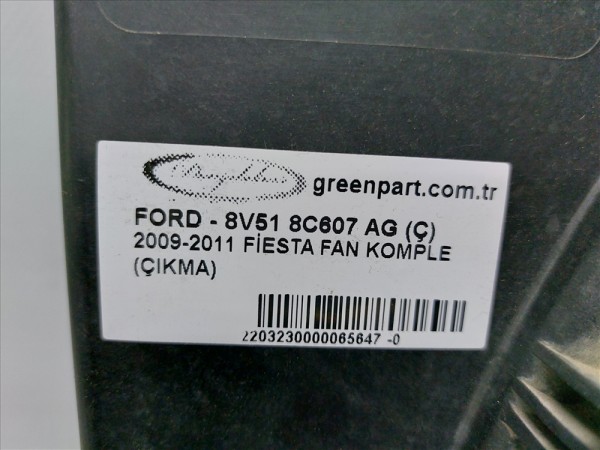 greenpart.com.tr
FORD - 8V51 8C607 AG (Ç)
2009-2011 FİESTA FAN KOMPLE
(ÇIKMA)
2203230000065647 -0